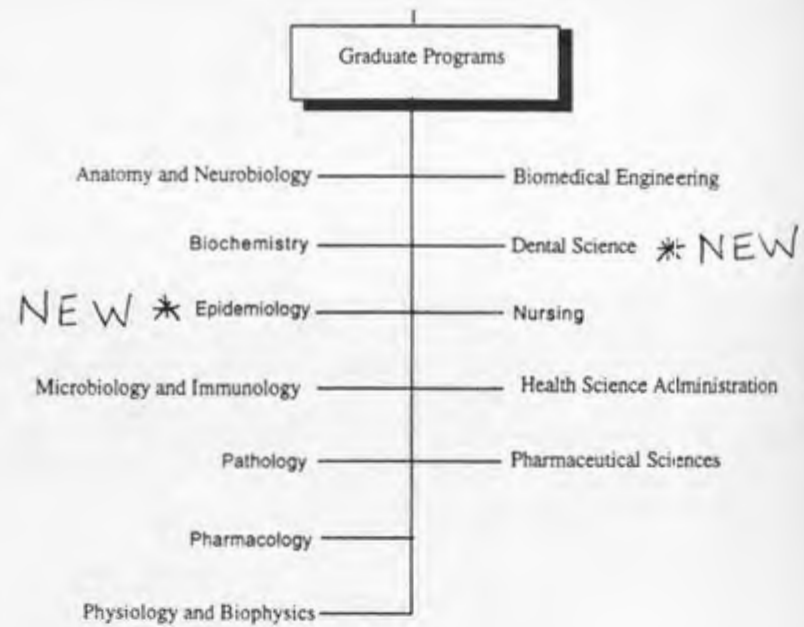 Graduate Programs
Anatomy and Neurobiology
Biomedical Engineering
Biochemistry
Dental Science * NEW
NEW * Epidemiology
Nursing
Microbiology and Immunology
Health Science Administration
Pathology
Pharmaceutical Sciences
Pharmacology
Physiology and Biophysics